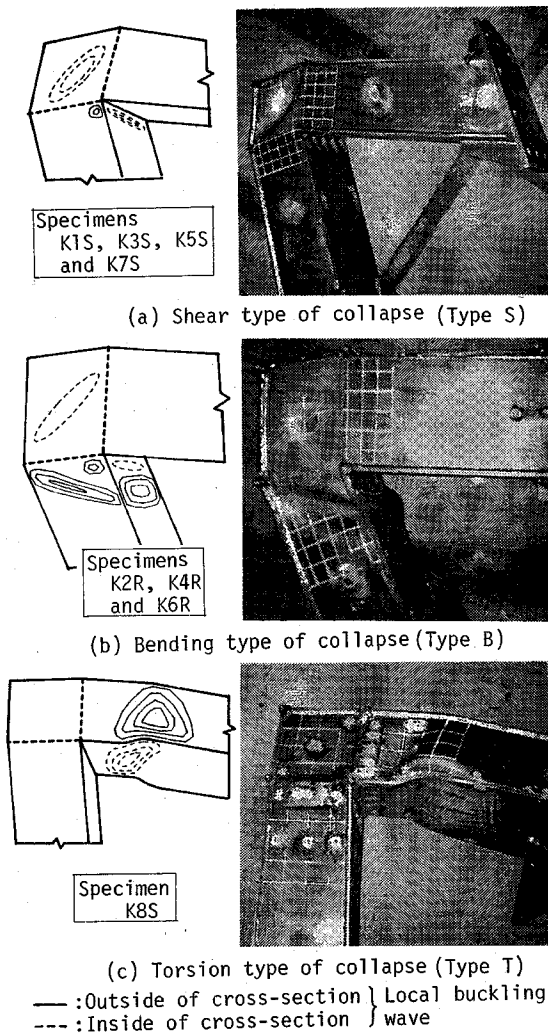 Specimens
K1S, K3S, K5S
and K7S
(a) Shear type of collapse (Type S)
Specimens
K2R, K4R
and K6R
(b) Bending type of collapse (Type B)
Specimen
K8S
(c) Torsion type of collapse (Type T)
— :Outside of cross-section } Local buckling
--- :Inside of cross-section } wave